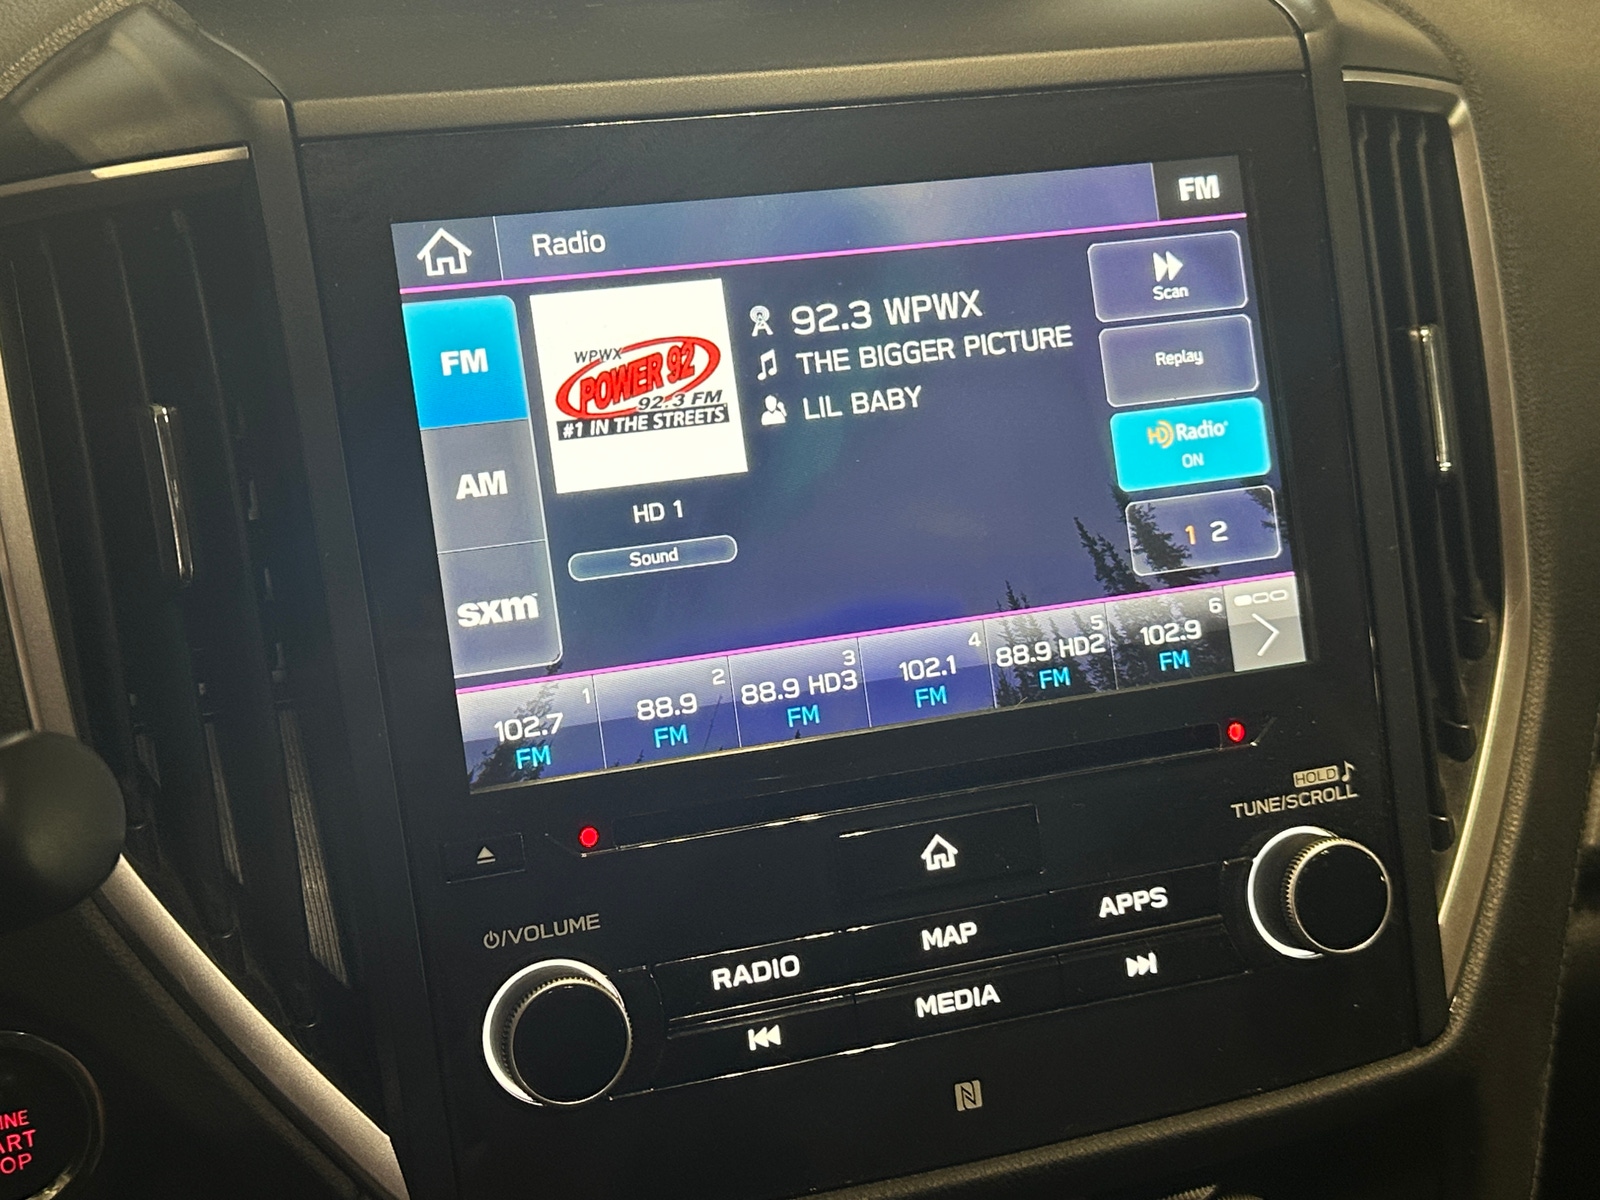 Radio
FM
FM
AM
sxm
WPWX
POWER 92
92.3 FM
#1 IN THE STREETS
HD 1
Sound
92.3 WPWX
THE BIGGER PICTURE
LIL BABY
Scan
Replay
HD Radio
ON
1 2
1
102.7
FM
2
88.9
FM
3
88.9 HD3
FM
4
102.1
FM
5
88.9 HD2
FM
6
102.9
FM
HOLD
TUNE/SCROLL
/VOLUME
RADIO
MAP
APPS
MEDIA
N
INE
ART
OP